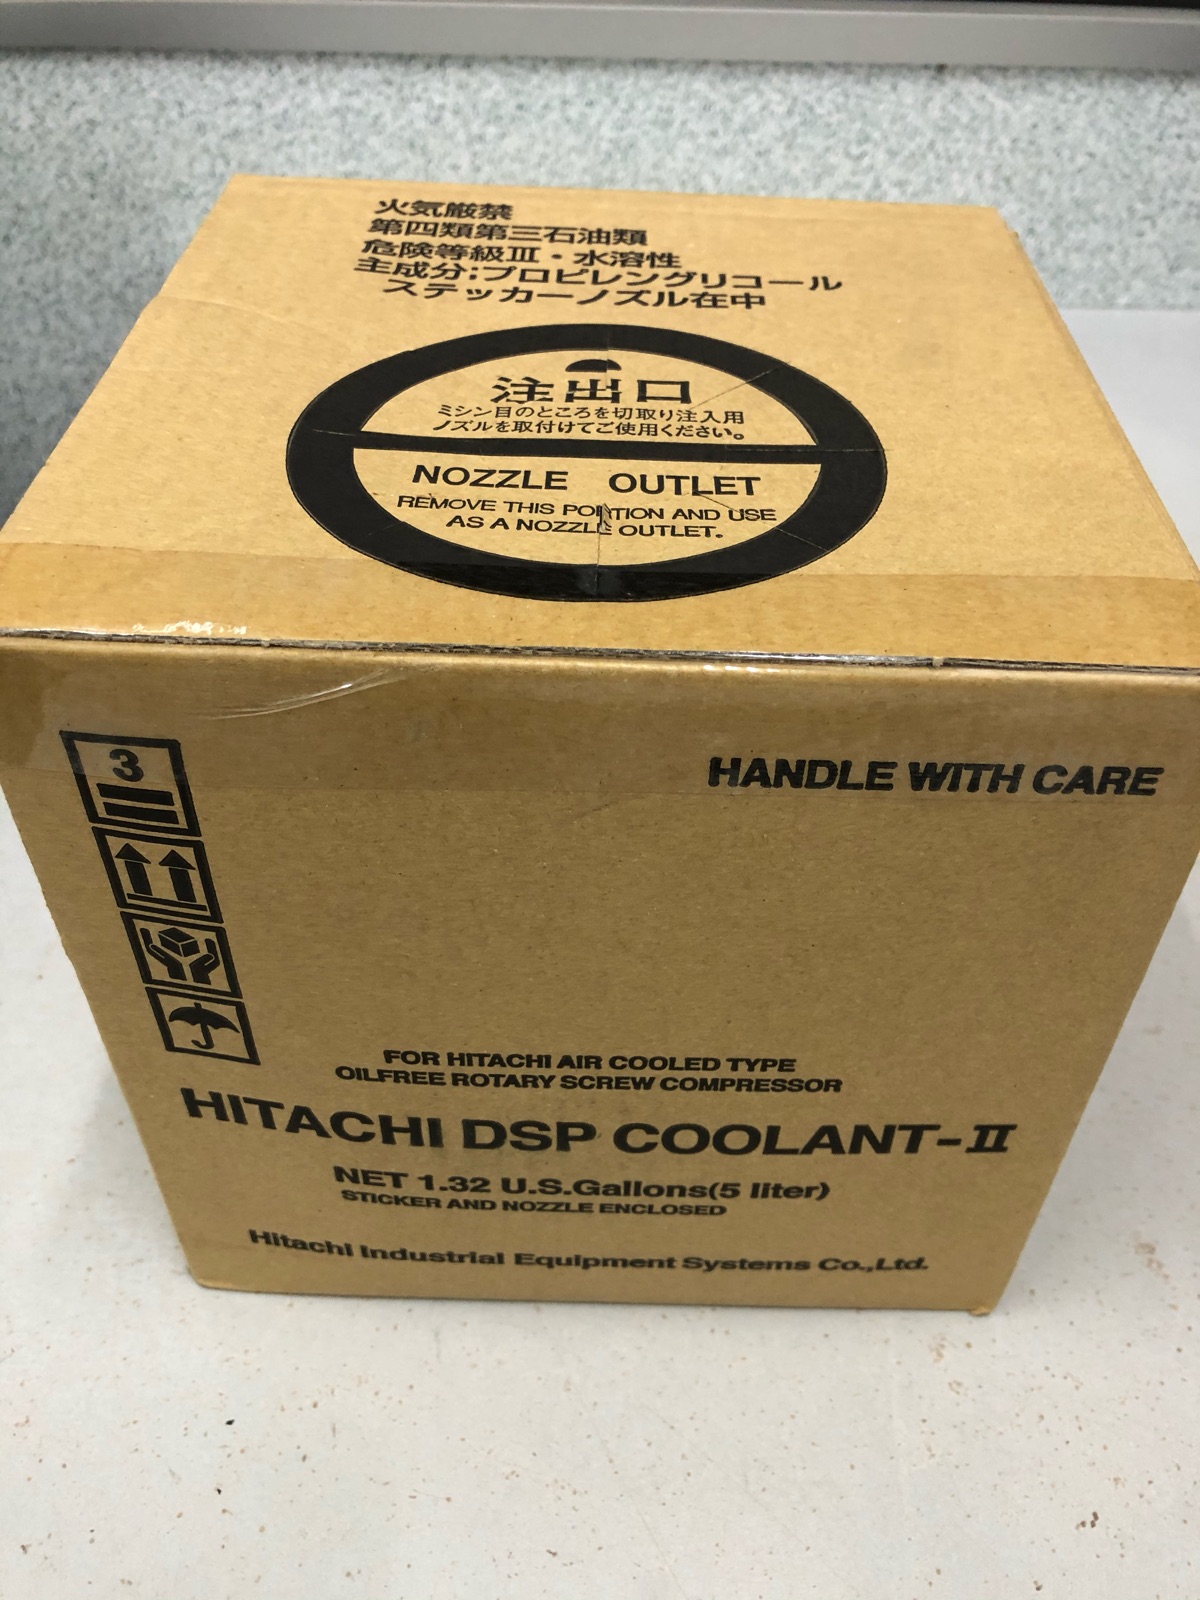 火気厳禁
第四類第三石油類
危険等級Ⅲ・水溶性
主成分:プロピレングリコール
ステッカーノズル在中
注出口
ミシン目のところを切取り注入用
ノズルを取付けてご使用ください。
NOZZLE OUTLET
REMOVE THIS PORTION AND USE
AS A NOZZLE OUTLET.
3
HANDLE WITH CARE
FOR HITACHI AIR COOLED TYPE
OILFREE ROTARY SCREW COMPRESSOR
HITACHI DSP COOLANT-II
NET 1.32 U.S.Gallons(5 liter)
STICKER AND NOZZLE ENCLOSED
Hitachi Industrial Equipment Systems Co.,Ltd.